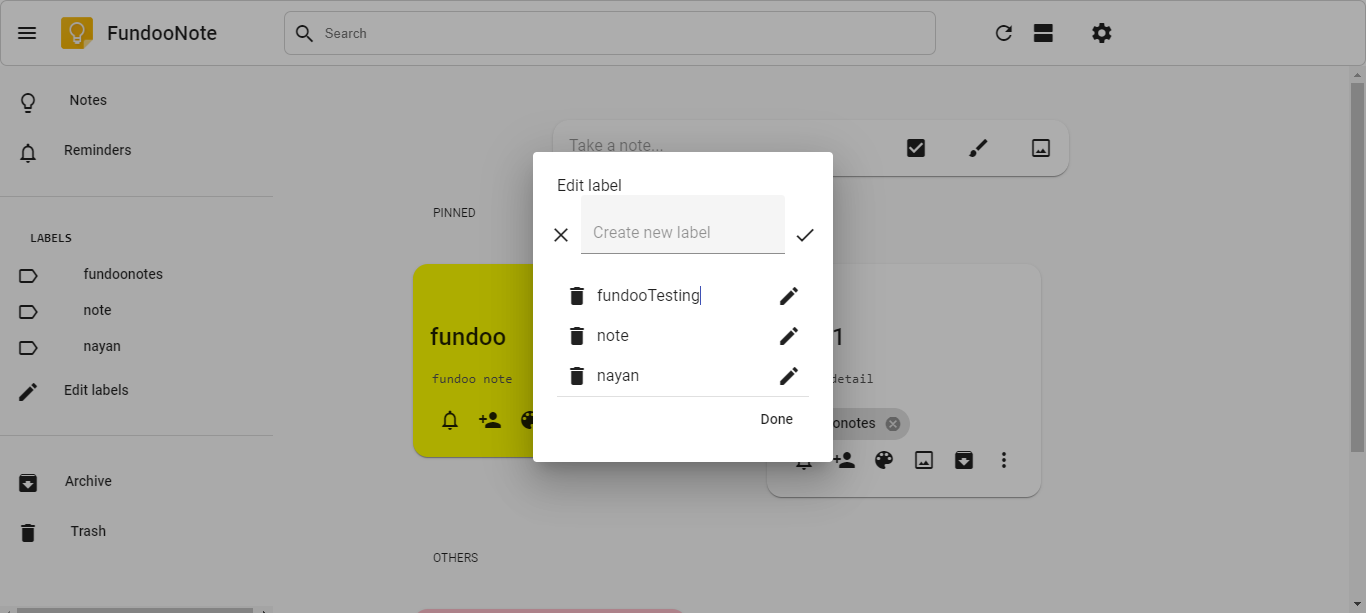 FundooNote
Search
Notes
Reminders
LABELS
fundoonotes
note
nayan
Edit labels
Archive
Trash
Take a note...
PINNED
fundoo
fundoo note
1
detail
onotes
OTHERS
Edit label
Create new label
fundooTesting
note
nayan
Done